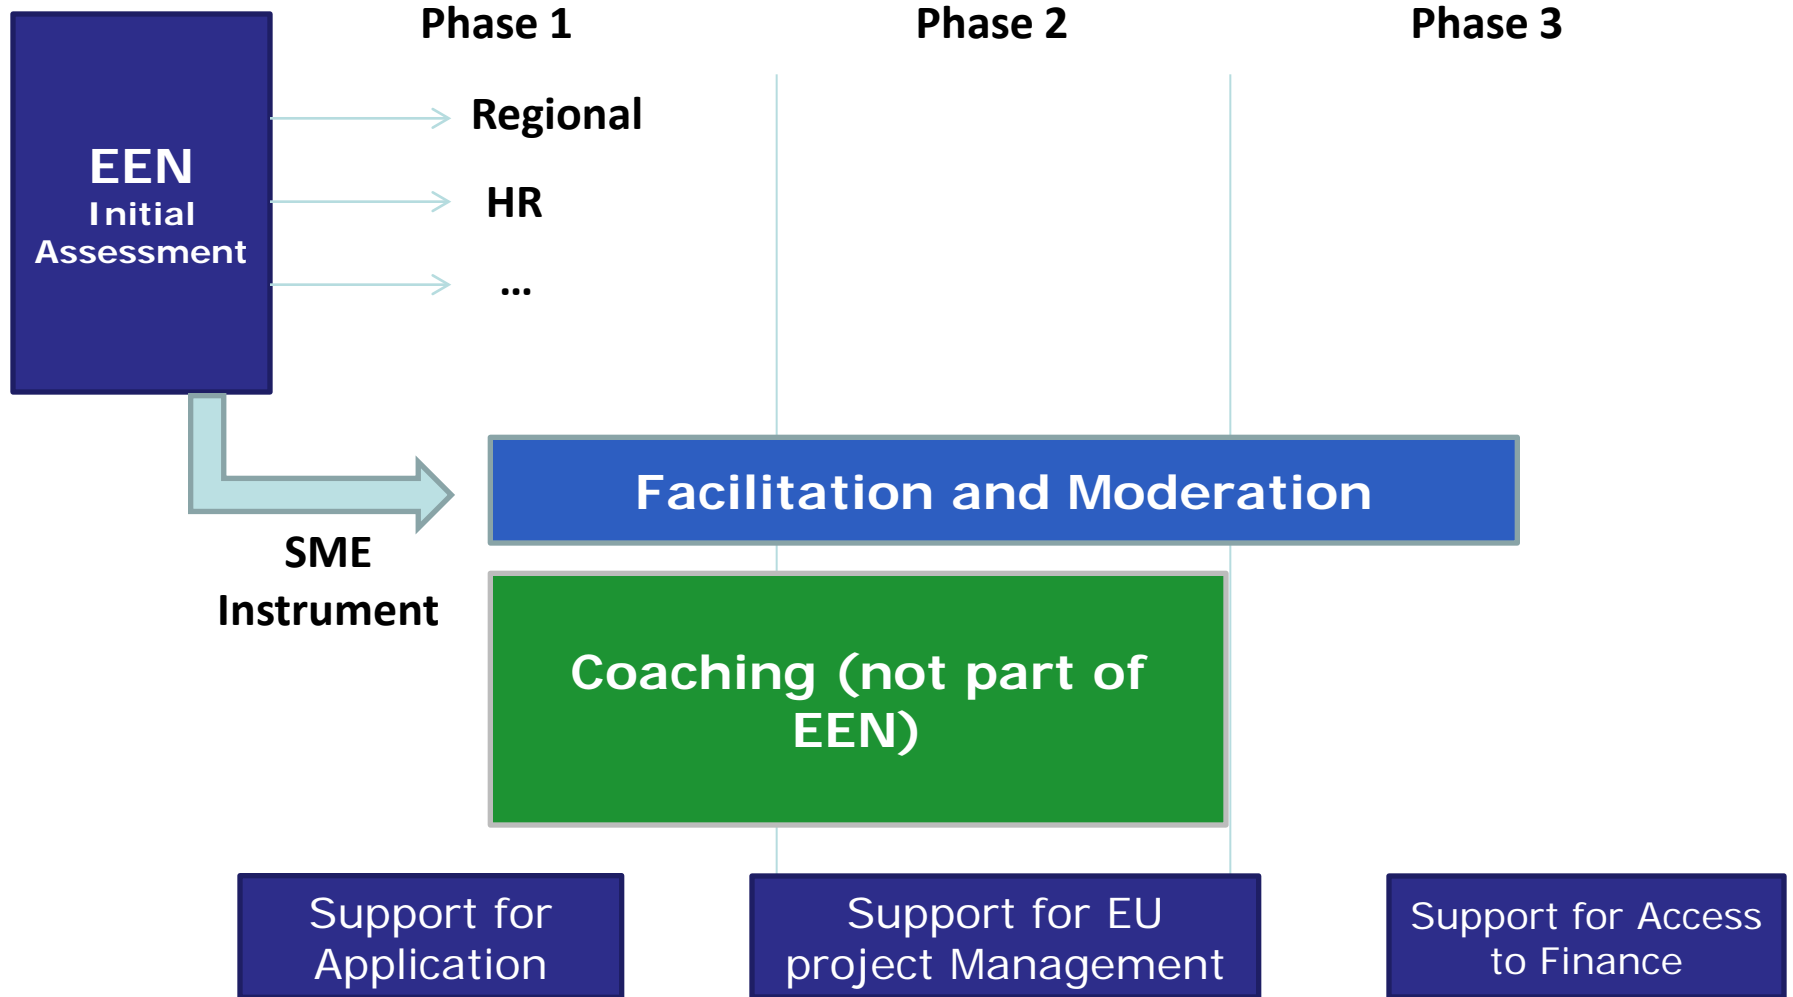 Phase 1
Phase 2
Phase 3
EEN
Initial
Assessment
Regional
HR
...
SME
Instrument
Facilitation and Moderation
Coaching (not part of
EEN)
Support for
Application
Support for EU
project Management
Support for Access
to Finance